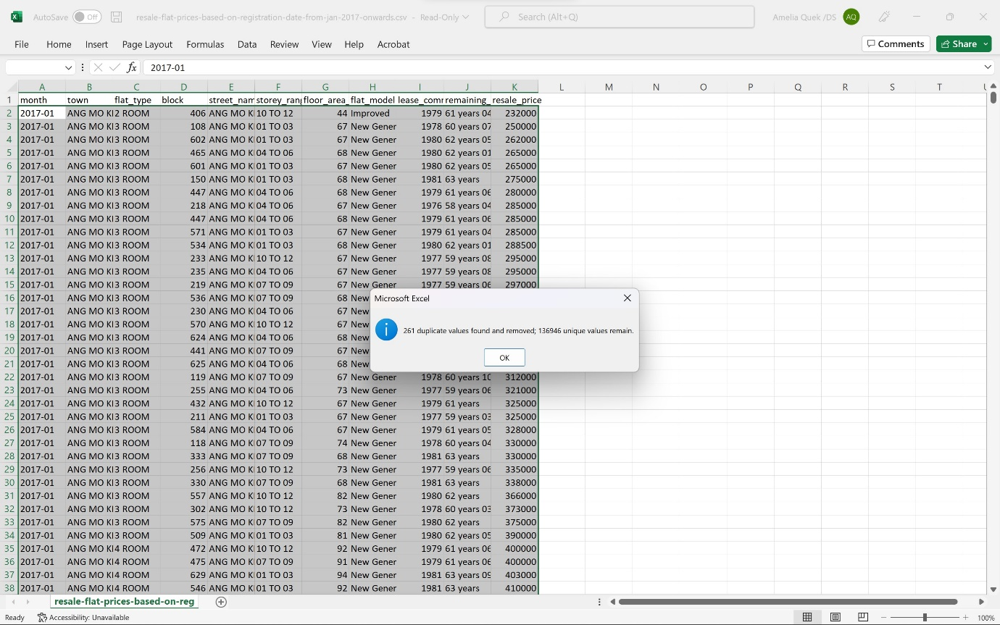 AutoSave Off resale-flat-prices-based-on-registration-date-from-jan-2017-onwards.csv - Read-Only Search (Alt+Q) Amelia Quek /DS AQ
File Home Insert Page Layout Formulas Data Review View Help Acrobat Comments Share
fx 2017-01
A B C D E F G H I J K L M N O P Q R S T
1 month town flat_type block street_nam storey_ran floor_area_ flat_model lease_comm remaining_ resale_price
2 2017-01 ANG MO KI 2 ROOM 406 ANG MO KI 10 TO 12 44 Improved 1979 61 years 04 232000
3 2017-01 ANG MO KI 3 ROOM 108 ANG MO KI 01 TO 03 67 New Gener 1978 60 years 07 250000
4 2017-01 ANG MO KI 3 ROOM 602 ANG MO KI 01 TO 03 67 New Gener 1980 62 years 05 262000
5 2017-01 ANG MO KI 3 ROOM 465 ANG MO KI 04 TO 06 68 New Gener 1980 62 years 01 265000
6 2017-01 ANG MO KI 3 ROOM 601 ANG MO KI 01 TO 03 67 New Gener 1980 62 years 05 265000
7 2017-01 ANG MO KI 3 ROOM 150 ANG MO KI 01 TO 03 68 New Gener 1981 63 years 275000
8 2017-01 ANG MO KI 3 ROOM 447 ANG MO KI 04 TO 06 68 New Gener 1979 61 years 06 280000
9 2017-01 ANG MO KI 3 ROOM 218 ANG MO KI 04 TO 06 67 New Gener 1976 58 years 04 285000
10 2017-01 ANG MO KI 3 ROOM 447 ANG MO KI 04 TO 06 68 New Gener 1979 61 years 06 285000
11 2017-01 ANG MO KI 3 ROOM 571 ANG MO KI 01 TO 03 67 New Gener 1979 61 years 04 285000
12 2017-01 ANG MO KI 3 ROOM 534 ANG MO KI 01 TO 03 68 New Gener 1980 62 years 01 288500
13 2017-01 ANG MO KI 3 ROOM 233 ANG MO KI 10 TO 12 67 New Gener 1977 59 years 08 295000
14 2017-01 ANG MO KI 3 ROOM 235 ANG MO KI 04 TO 06 67 New Gener 1977 59 years 08 295000
15 2017-01 ANG MO KI 3 ROOM 219 ANG MO KI 07 TO 09 67 New Gener 1977 59 years 06 297000
16 2017-01 ANG MO KI 3 ROOM 536 ANG MO KI 07 TO 09 68 New
17 2017-01 ANG MO KI 3 ROOM 230 ANG MO KI 04 TO 06 67 New
18 2017-01 ANG MO KI 3 ROOM 570 ANG MO KI 10 TO 12 67 New
19 2017-01 ANG MO KI 3 ROOM 624 ANG MO KI 04 TO 06 68 New
20 2017-01 ANG MO KI 3 ROOM 441 ANG MO KI 07 TO 09 67 New
21 2017-01 ANG MO KI 3 ROOM 625 ANG MO KI 04 TO 06 68 New
Microsoft Excel
261 duplicate values found and removed; 136946 unique values remain.
OK
22 2017-01 ANG MO KI 3 ROOM 119 ANG MO KI 07 TO 09 67 New Gener 1978 60 years 10 312000
23 2017-01 ANG MO KI 3 ROOM 255 ANG MO KI 04 TO 06 73 New Gener 1977 59 years 06 321000
24 2017-01 ANG MO KI 3 ROOM 432 ANG MO KI 10 TO 12 67 New Gener 1979 61 years 325000
25 2017-01 ANG MO KI 3 ROOM 211 ANG MO KI 01 TO 03 67 New Gener 1977 59 years 03 325000
26 2017-01 ANG MO KI 3 ROOM 584 ANG MO KI 04 TO 06 67 New Gener 1979 61 years 05 328000
27 2017-01 ANG MO KI 3 ROOM 118 ANG MO KI 07 TO 09 74 New Gener 1978 60 years 04 330000
28 2017-01 ANG MO KI 3 ROOM 333 ANG MO KI 07 TO 09 68 New Gener 1981 63 years 330000
29 2017-01 ANG MO KI 3 ROOM 256 ANG MO KI 10 TO 12 73 New Gener 1977 59 years 06 335000
30 2017-01 ANG MO KI 3 ROOM 330 ANG MO KI 07 TO 09 68 New Gener 1981 63 years 338000
31 2017-01 ANG MO KI 3 ROOM 557 ANG MO KI 10 TO 12 82 New Gener 1980 62 years 366000
32 2017-01 ANG MO KI 3 ROOM 302 ANG MO KI 10 TO 12 73 New Gener 1978 60 years 03 373000
33 2017-01 ANG MO KI 3 ROOM 575 ANG MO KI 07 TO 09 82 New Gener 1980 62 years 375000
34 2017-01 ANG MO KI 3 ROOM 509 ANG MO KI 01 TO 03 81 New Gener 1980 62 years 05 390000
35 2017-01 ANG MO KI 4 ROOM 472 ANG MO KI 10 TO 12 92 New Gener 1979 61 years 06 400000
36 2017-01 ANG MO KI 4 ROOM 475 ANG MO KI 07 TO 09 91 New Gener 1979 61 years 06 400000
37 2017-01 ANG MO KI 4 ROOM 629 ANG MO KI 01 TO 03 94 New Gener 1981 63 years 09 403000
38 2017-01 ANG MO KI 4 ROOM 546 ANG MO KI 01 TO 03 92 New Gener 1981 63 years 410000
resale-flat-prices-based-on-reg
Ready Accessibility: Unavailable 100%